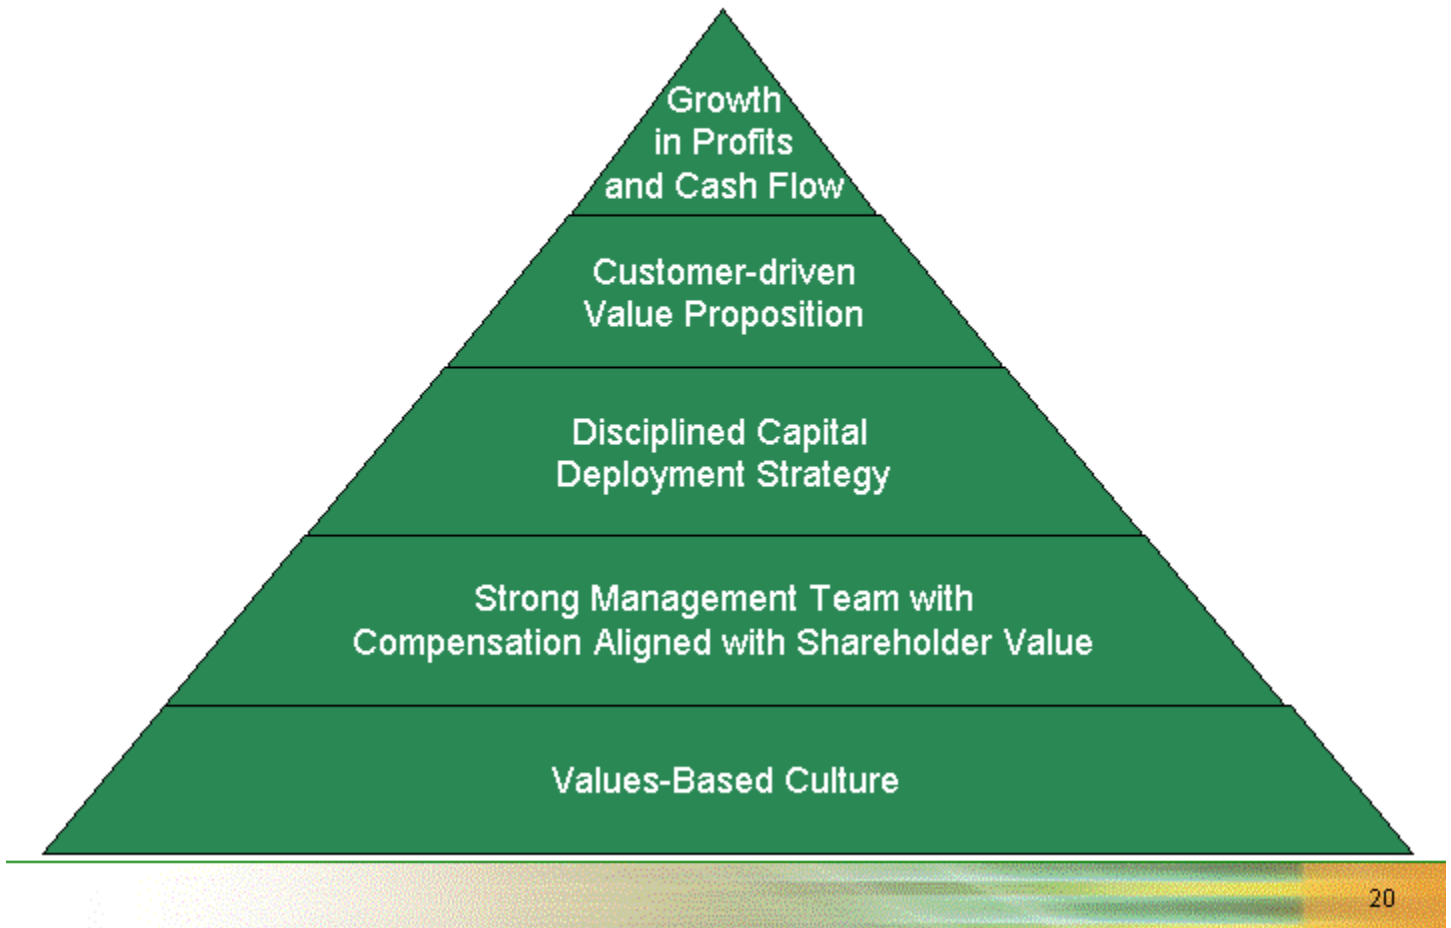 Growth
in Profits
and Cash Flow
Customer-driven
Value Proposition
Disciplined Capital
Deployment Strategy
Strong Management Team with
Compensation Aligned with Shareholder Value
Values-Based Culture
20